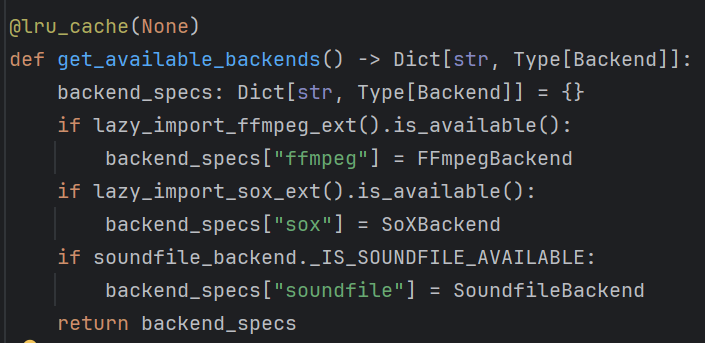 @lru_cache(None)
def get_available_backends() -> Dict[str, Type[Backend]]:
    backend_specs: Dict[str, Type[Backend]] = {}
    if lazy_import_ffmpeg_ext().is_available():
        backend_specs["ffmpeg"] = FFmpegBackend
    if lazy_import_sox_ext().is_available():
        backend_specs["sox"] = SoXBackend
    if soundfile_backend._IS_SOUNDFILE_AVAILABLE:
        backend_specs["soundfile"] = SoundfileBackend
    return backend_specs